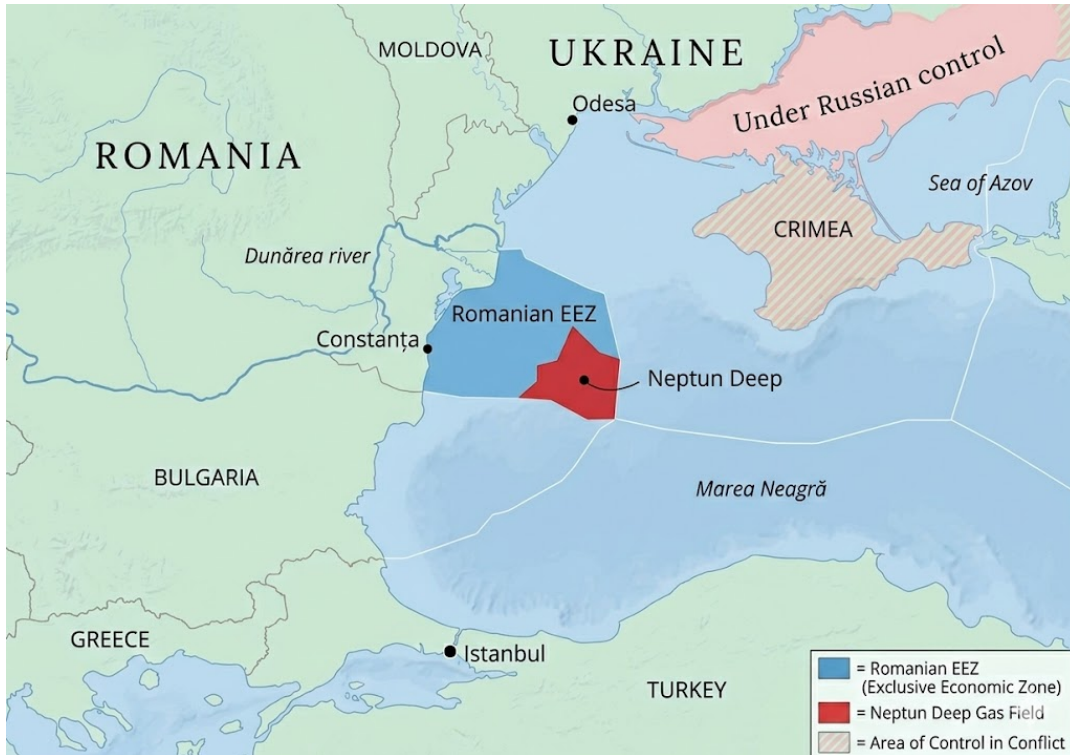 MOLDOVA
UKRAINE
Under Russian control
Odesa
ROMANIA
Sea of Azov
CRIMEA
Dunărea river
Romanian EEZ
Constanța
Neptun Deep
BULGARIA
Marea Neagră
GREECE
Istanbul
TURKEY
= Romanian EEZ
(Exclusive Economic Zone)
= Neptun Deep Gas Field
= Area of Control in Conflict